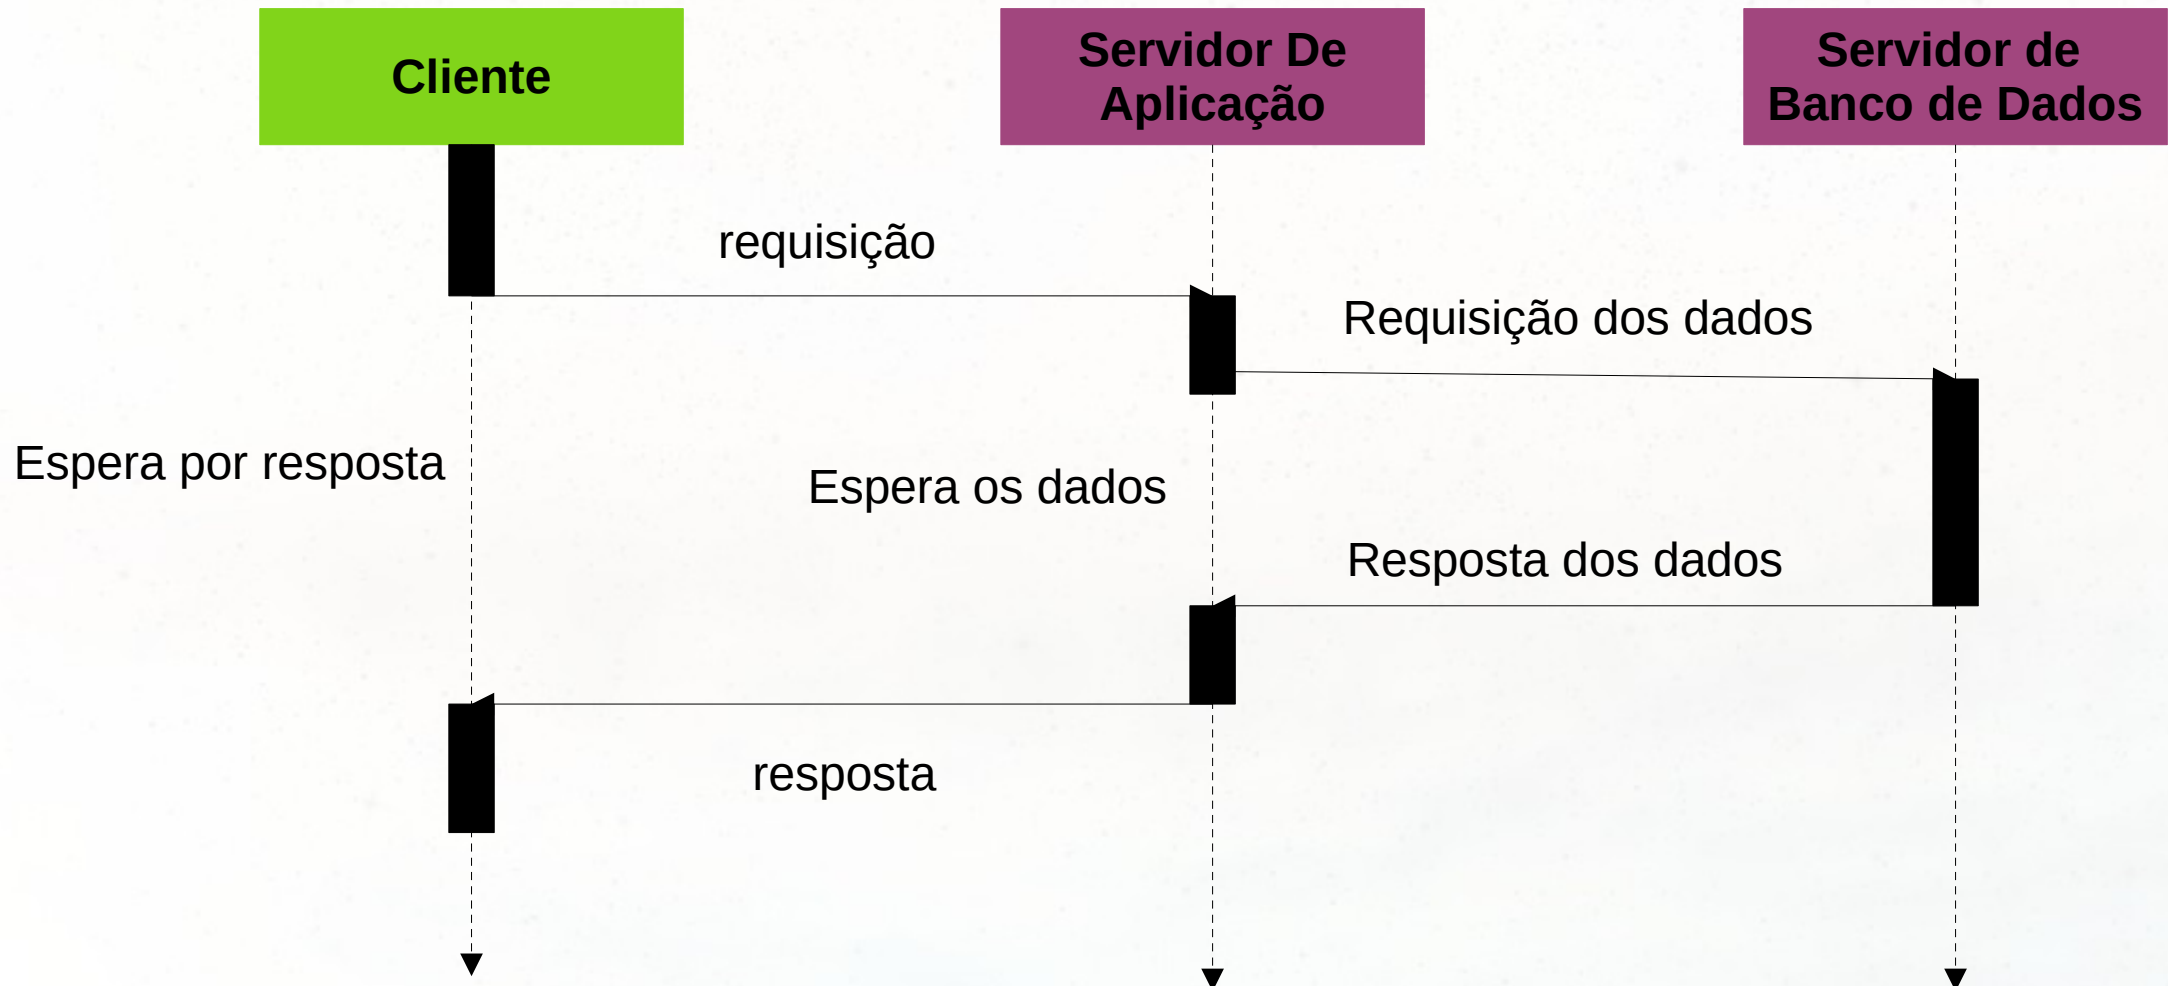 Cliente
Servidor De
Aplicação
Servidor de
Banco de Dados
requisição
Requisição dos dados
Espera por resposta
Espera os dados
Resposta dos dados
resposta